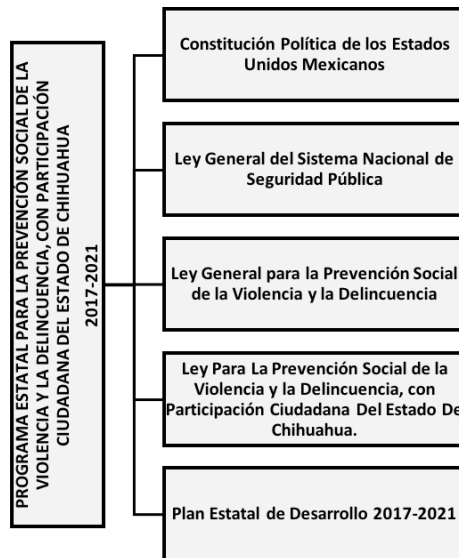 PROGRAMA ESTATAL PARA LA PREVENCIÓN SOCIAL DE LA
VIOLENCIA Y LA DELINCUENCIA, CON PARTICIPACIÓN
CIUDADANA DEL ESTADO DE CHIHUAHUA
2017-2021
Constitución Política de los Estados
Unidos Mexicanos
Ley General del Sistema Nacional de
Seguridad Pública
Ley General para la Prevención Social
de la Violencia y la Delincuencia
Ley Para La Prevención Social de la
Violencia y la Delincuencia, con
Participación Ciudadana Del Estado De
Chihuahua.
Plan Estatal de Desarrollo 2017-2021